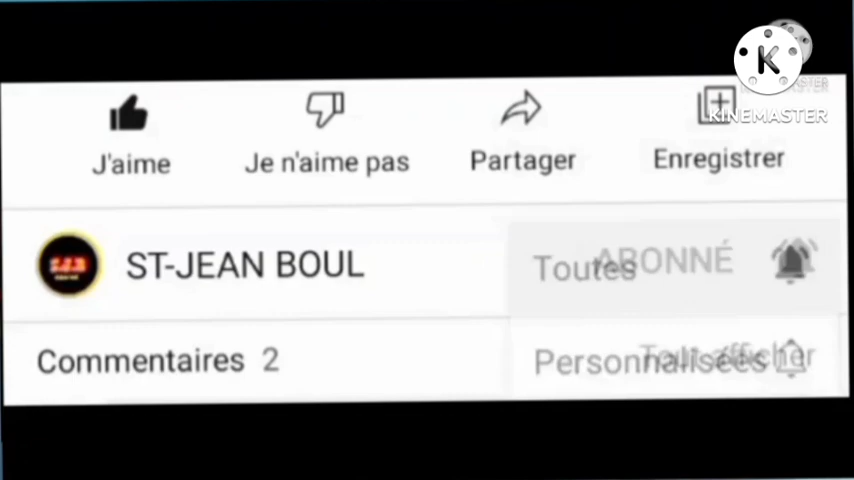 KINEMASTER
J'aime
Je n'aime pas
Partager
Enregistrer
ST-JEAN BOUL
Toutes
ABONNÉ
Commentaires 2
Personnalisées
Tout afficher